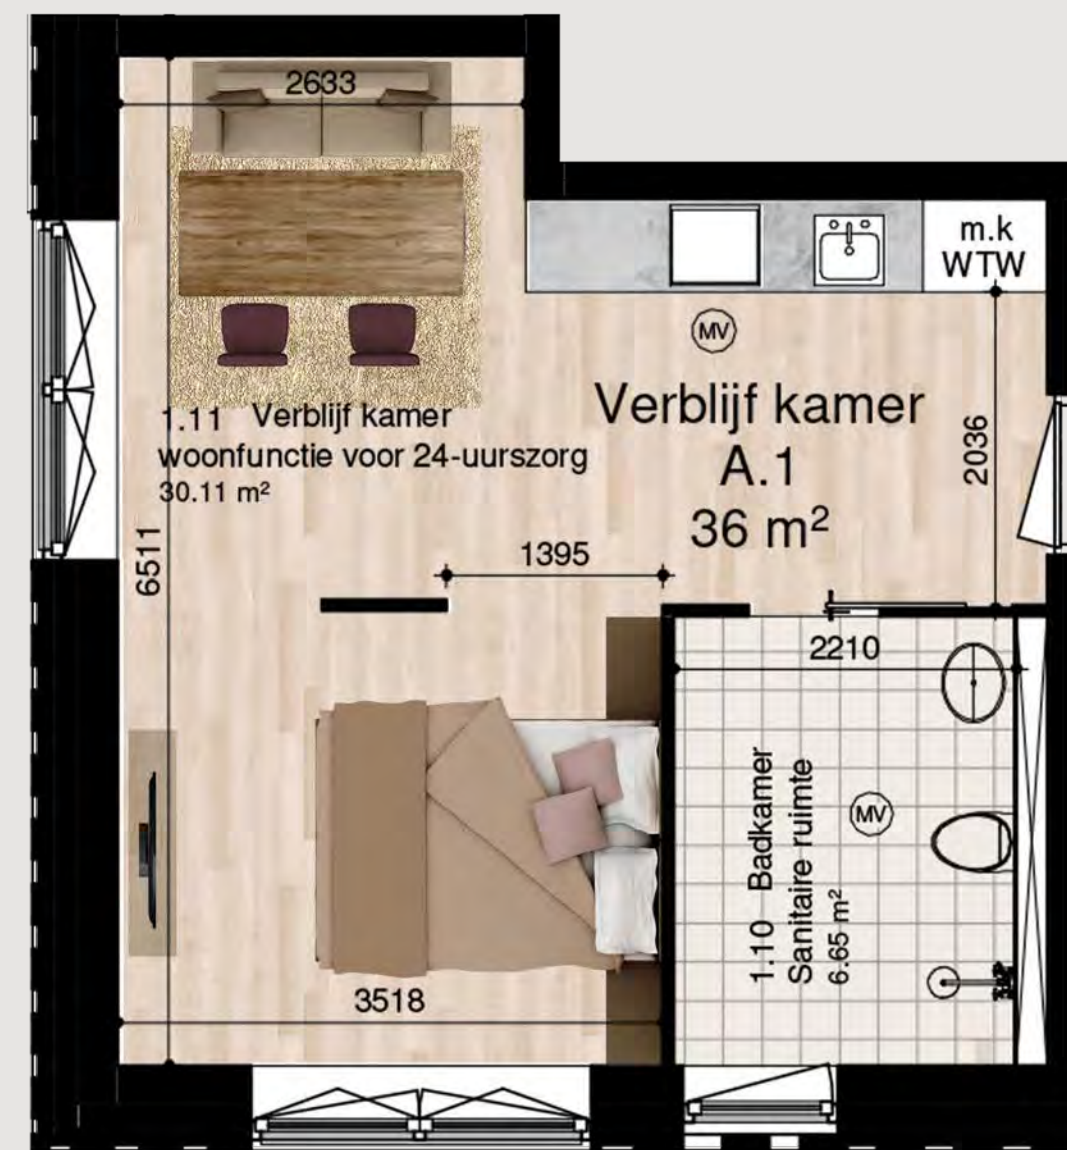 2633
m.k
WTW
MV
Verblijf kamer
A.1
36 m²
1.11 Verblijf kamer
woonfunctie voor 24-uurszorg
30.11 m²
2036
6511
1395
2210
1.10 Badkamer
Sanitaire ruimte
6.65 m²
MV
3518